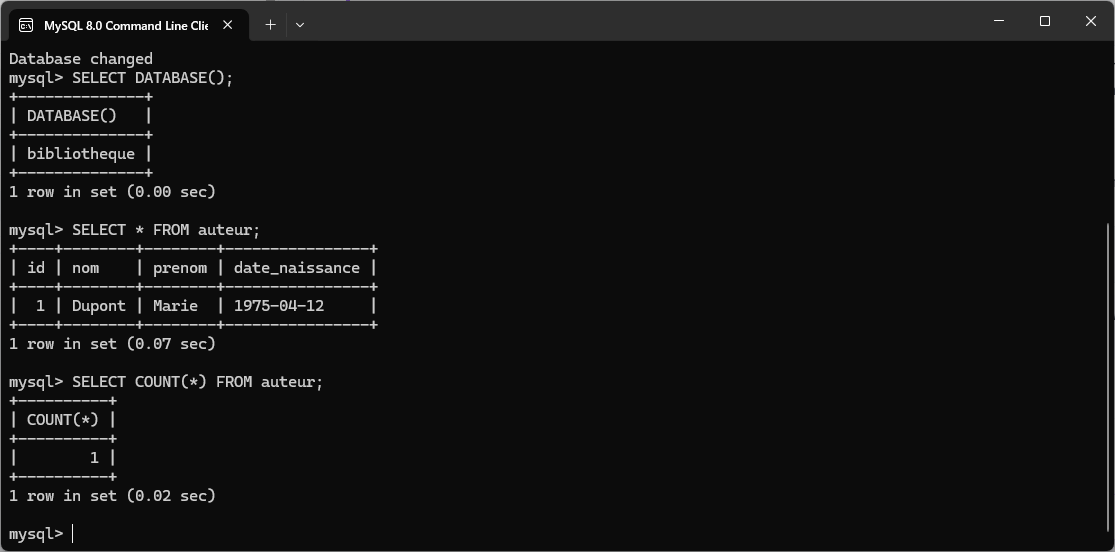 MySQL 8.0 Command Line Clie
Database changed
mysql> SELECT DATABASE();
+--------------+
| DATABASE()   |
+--------------+
| bibliotheque |
+--------------+
1 row in set (0.00 sec)
mysql> SELECT * FROM auteur;
+----+--------+--------+----------------+
| id | nom    | prenom | date_naissance |
+----+--------+--------+----------------+
|  1 | Dupont | Marie  | 1975-04-12     |
+----+--------+--------+----------------+
1 row in set (0.07 sec)
mysql> SELECT COUNT(*) FROM auteur;
+----------+
| COUNT(*) |
+----------+
|        1 |
+----------+
1 row in set (0.02 sec)
mysql>